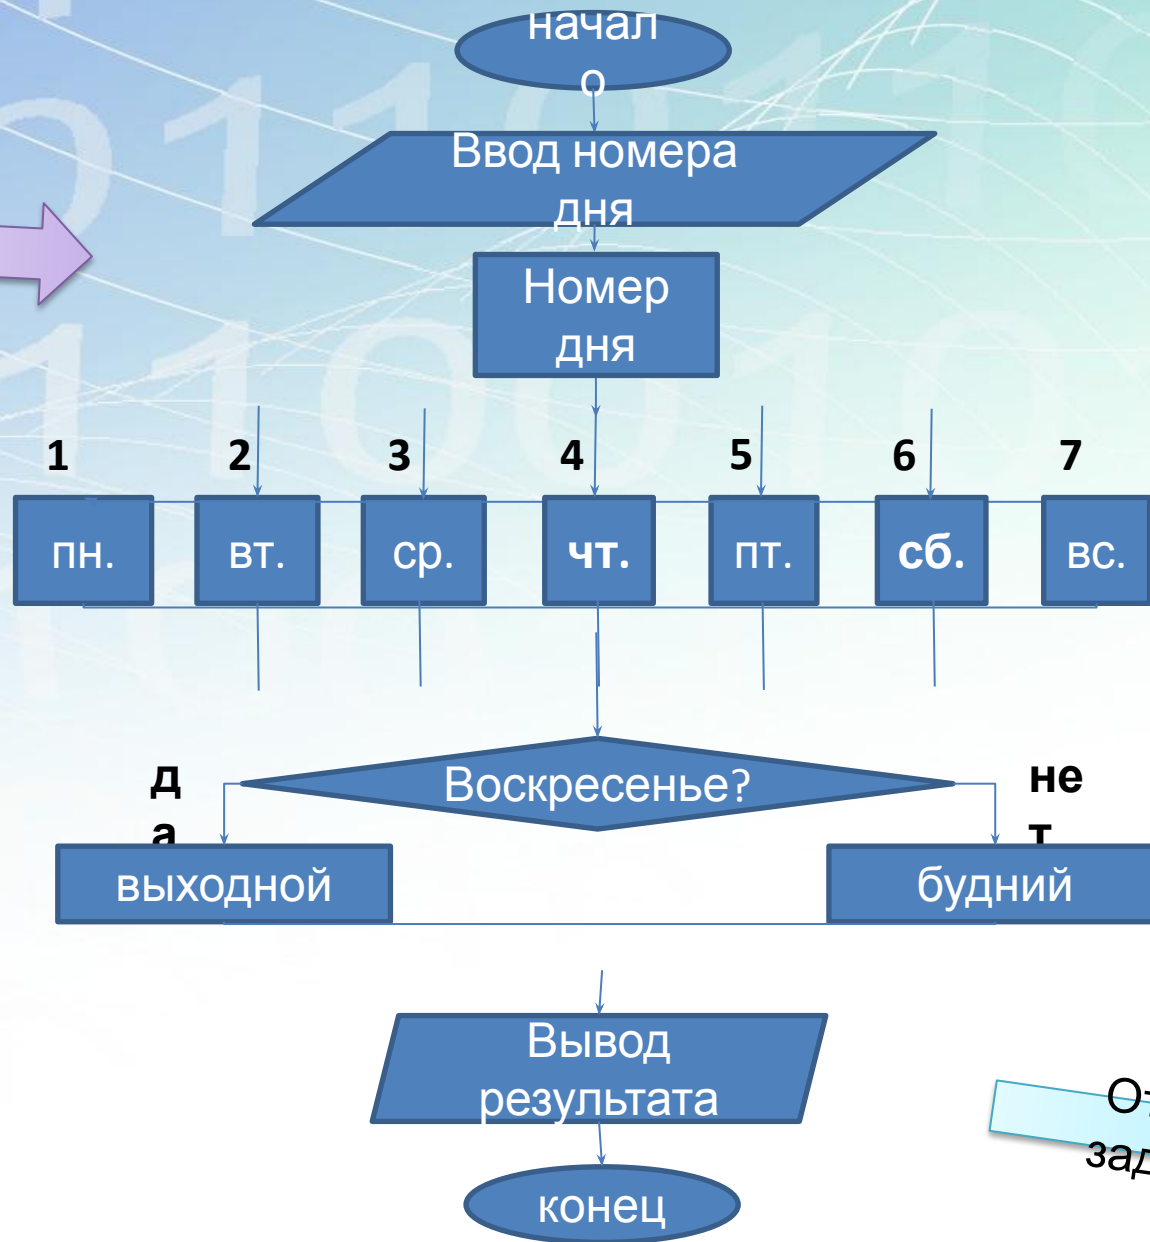 начал
о
Ввод номера
дня
Номер
дня
1 2 3 4 5 6 7
пн. вт. ср. чт. пт. сб. вс.
Воскресенье?
д
а
не
т
выходной
будний
Вывод
результата
конец